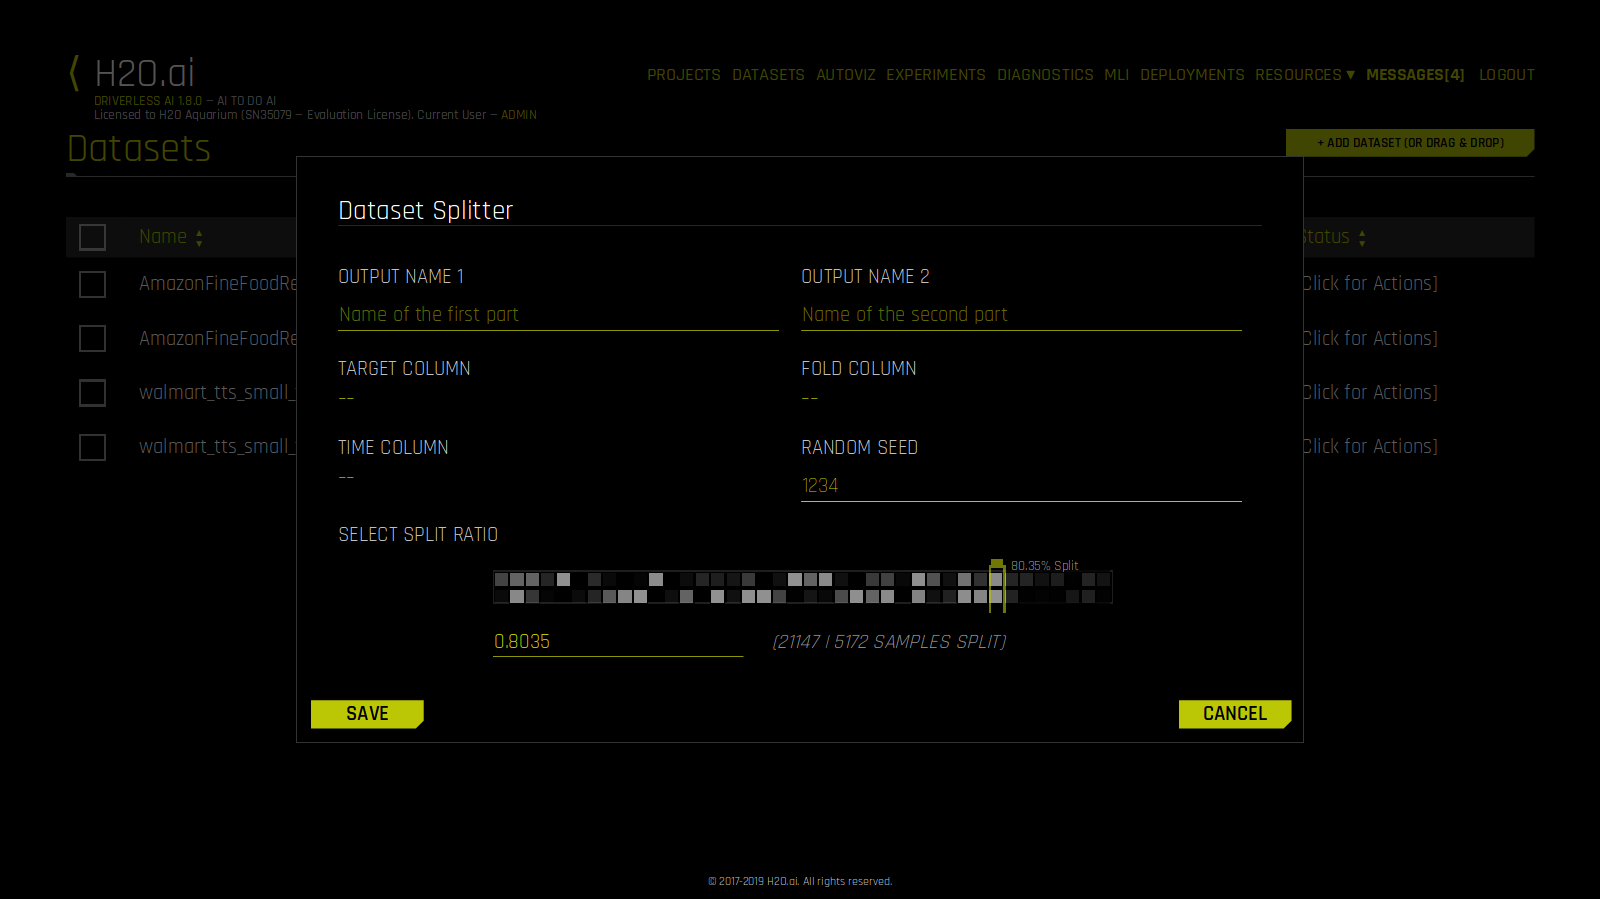 H2O.ai
PROJECTS DATASETS AUTOVIZ EXPERIMENTS DIAGNOSTICS MLI DEPLOYMENTS RESOURCES ▼ MESSAGES[4] LOGOUT
DRIVERLESS AI 1.8.0 – AI TO DO AI
Licensed to H2O Aquarium (SN35079 – Evaluation License). Current User – ADMIN
Datasets
+ ADD DATASET (OR DRAG & DROP)
Dataset Splitter
Name
Status
OUTPUT NAME 1
OUTPUT NAME 2
AmazonFineFoodRe
Click for Actions]
Name of the first part
Name of the second part
AmazonFineFoodRe
Click for Actions]
TARGET COLUMN
FOLD COLUMN
--
--
walmart_tts_small_
Click for Actions]
TIME COLUMN
RANDOM SEED
walmart_tts_small_
Click for Actions]
--
1234
SELECT SPLIT RATIO
80.35% Split
0.8035
(21147 | 5172 SAMPLES SPLIT)
SAVE
CANCEL
© 2017-2019 H2O.ai. All rights reserved.